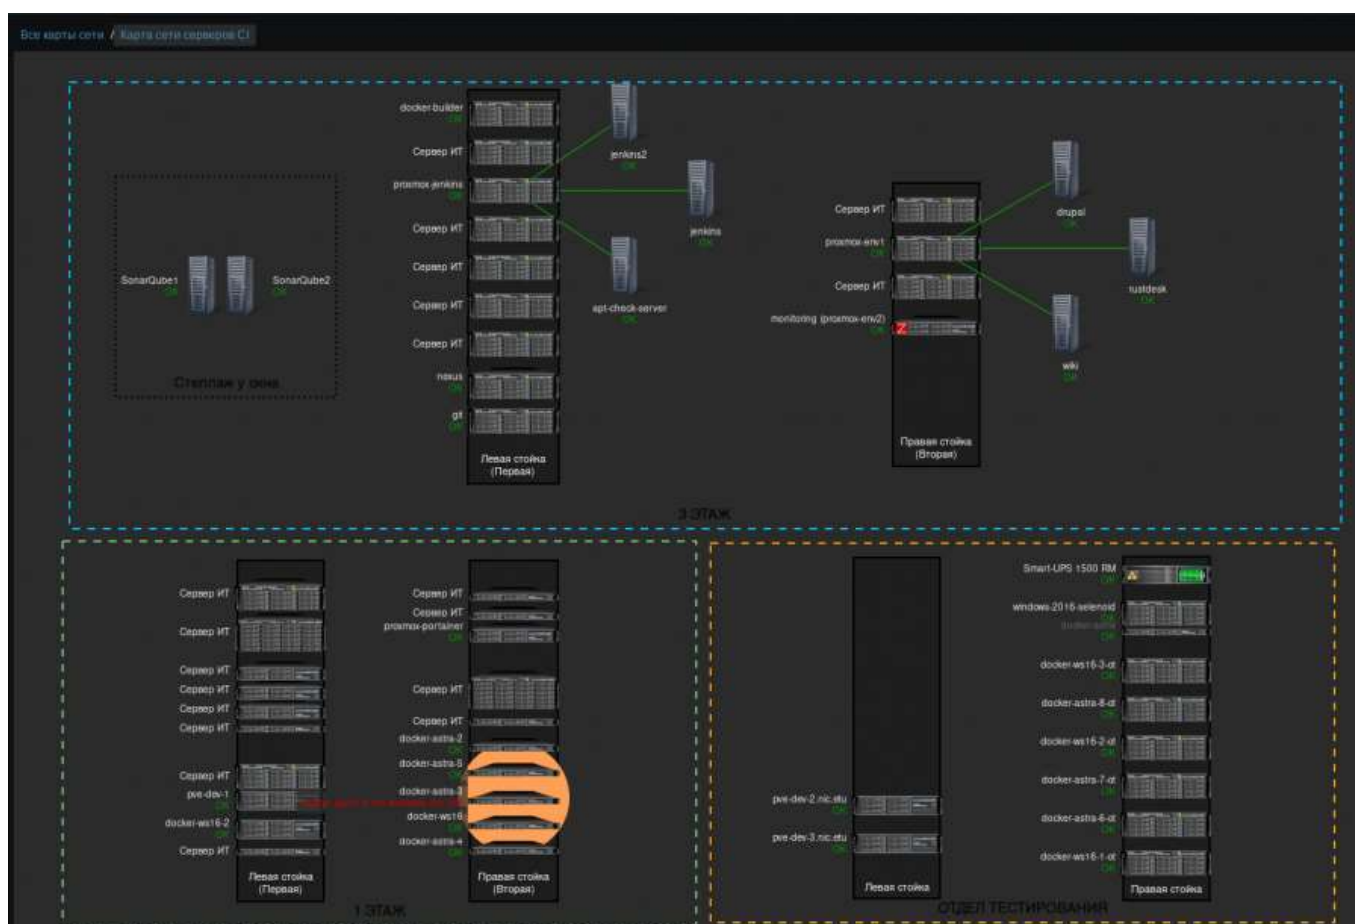 Все карты сети / Карта сети серверов CI
docker-builder
OK
Сервер ИТ
proxmox-jenkins
OK
Сервер ИТ
Сервер ИТ
Сервер ИТ
Сервер ИТ
nexus
OK
git
OK
Левая стойка
(Первая)
jenkins2
OK
jenkins
OK
apt-check-server
OK
SonarQube1
OK
SonarQube2
OK
Стеллаж у окна
Сервер ИТ
proxmox-env1
OK
Сервер ИТ
monitoring (proxmox-env2)
OK
Правая стойка
(Вторая)
drupal
OK
rustdesk
OK
wiki
OK
3 ЭТАЖ
Сервер ИТ
Сервер ИТ
Сервер ИТ
Сервер ИТ
Сервер ИТ
Сервер ИТ
Сервер ИТ
pve-dev-1
OK
docker-ws16-2
OK
Сервер ИТ
Левая стойка
(Первая)
Сервер ИТ
Сервер ИТ
proxmox-portainer
OK
Сервер ИТ
Сервер ИТ
docker-astra-2
OK
docker-astra-5
OK
docker-astra-3
docker-ws16
OK
docker-astra-4
OK
Правая стойка
(Вторая)
1 ЭТАЖ
pve-dev-2.nic.etu
OK
pve-dev-3.nic.etu
OK
Левая стойка
Smart-UPS 1500 RM
OK
windows-2016-selenoid
OK
docker-astra
OK
docker-ws16-3-ot
OK
docker-astra-8-ot
OK
docker-ws16-2-ot
OK
docker-astra-7-ot
OK
docker-astra-6-ot
OK
docker-ws16-1-ot
OK
Правая стойка
ОТДЕЛ ТЕСТИРОВАНИЯ